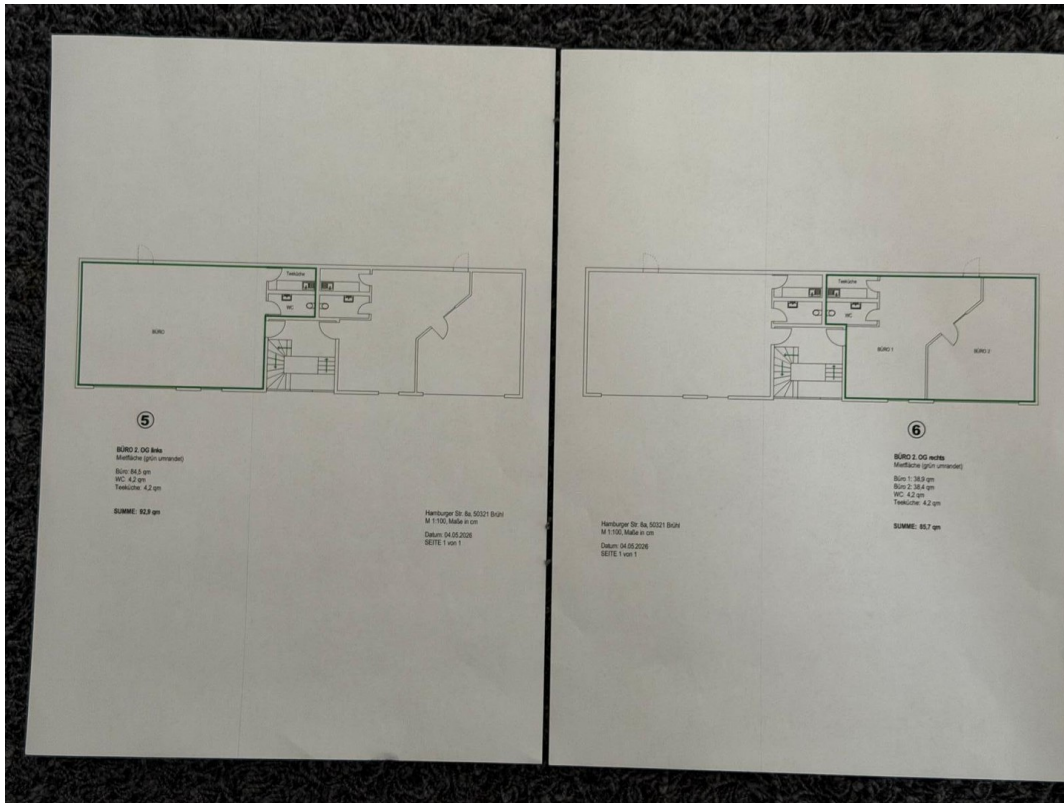 Teeküche
WC
BÜRO
5
BÜRO 2. OG links
Mietfläche (grün umrandet)
Büro: 84,5 qm
WC: 4,2 qm
Teeküche: 4,2 qm
SUMME: 92,9 qm
Hamburger Str. 8a, 50321 Brühl
M 1:100, Maße in cm
Datum: 04.05.2026
SEITE 1 von 1
Teeküche
WC
BÜRO 1
BÜRO 2
6
BÜRO 2. OG rechts
Mietfläche (grün umrandet)
Büro 1: 38,9 qm
Büro 2: 38,4 qm
WC: 4,2 qm
Teeküche: 4,2 qm
SUMME: 85,7 qm
Hamburger Str. 8a, 50321 Brühl
M 1:100, Maße in cm
Datum: 04.05.2026
SEITE 1 von 1